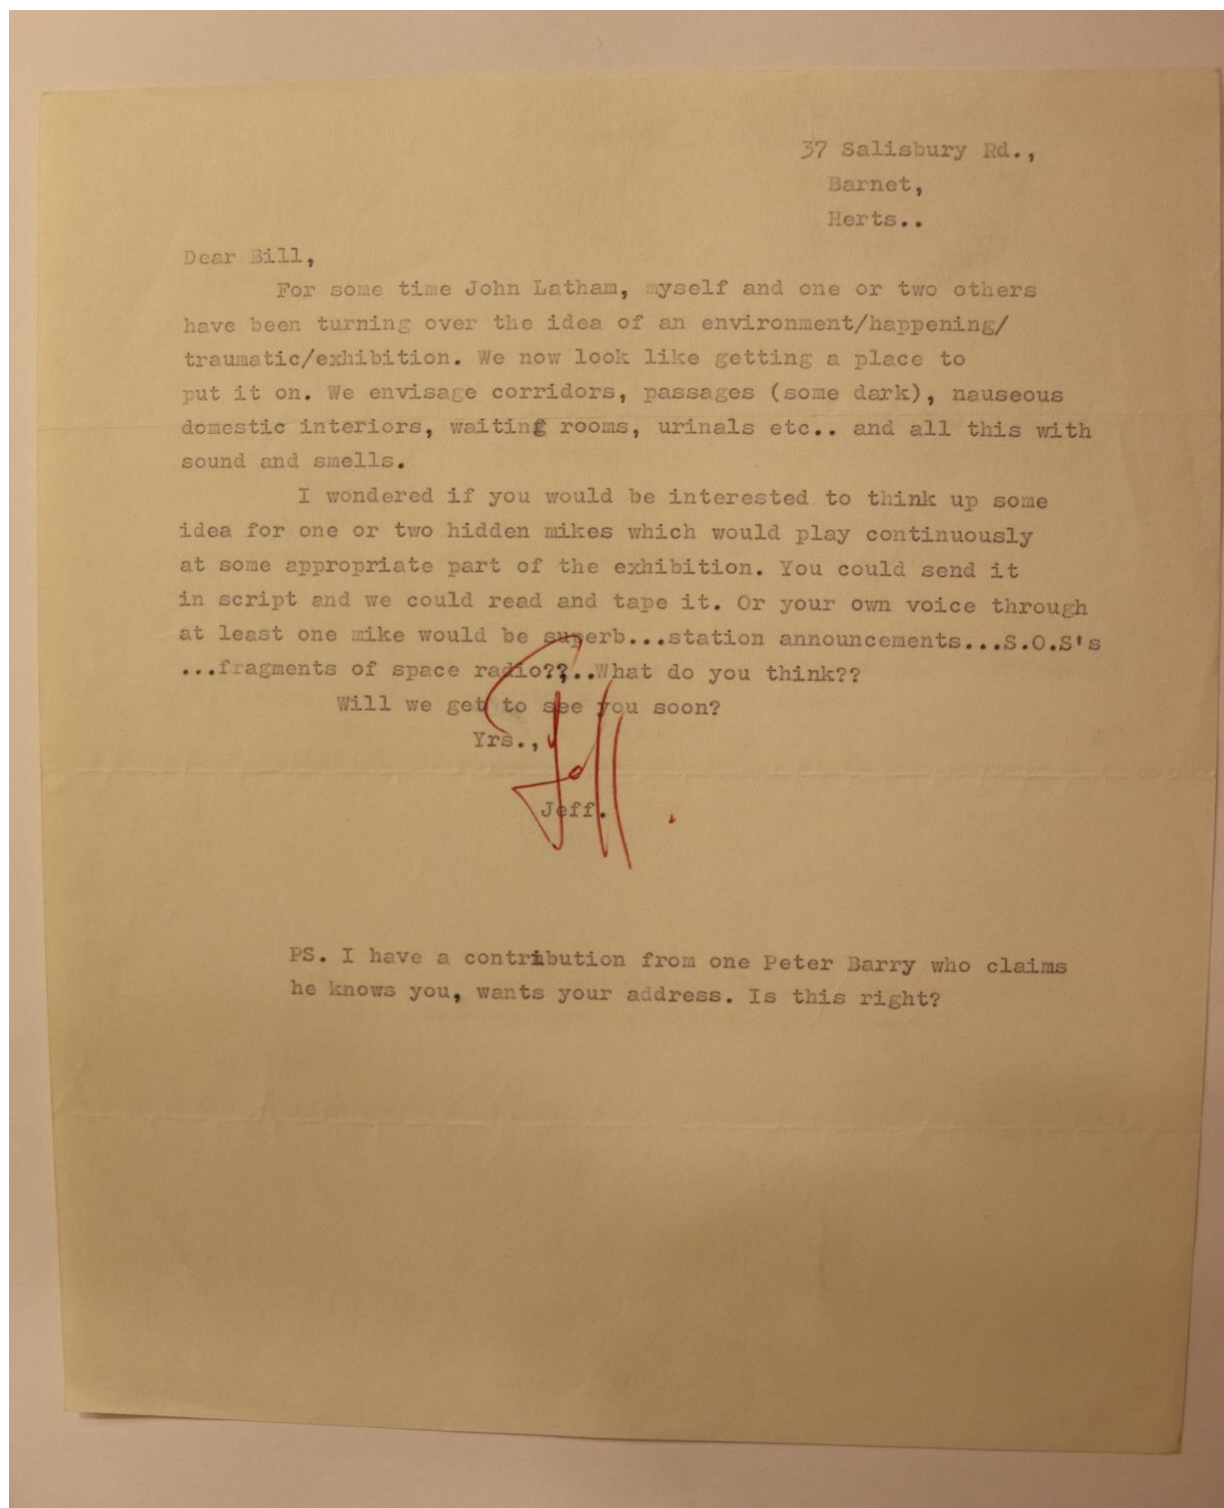 37 Salisbury Rd.,
Barnet,
Herts..
Dear Bill,
For some time John Latham, myself and one or two others
have been turning over the idea of an environment/happening/
traumatic/exhibition. We now look like getting a place to
put it on. We envisage corridors, passages (some dark), nauseous
domestic interiors, waiting rooms, urinals etc.. and all this with
sound and smells.
I wondered if you would be interested to think up some
idea for one or two hidden mikes which would play continuously
at some appropriate part of the exhibition. You could send it
in script and we could read and tape it. Or your own voice through
at least one mike would be superb...station announcements...S.O.S's
...fragments of space radio??...What do you think??
Will we get to see you soon?
Yrs.,
Jeff
Jeff.
PS. I have a contribution from one Peter Barry who claims
he knows you, wants your address. Is this right?